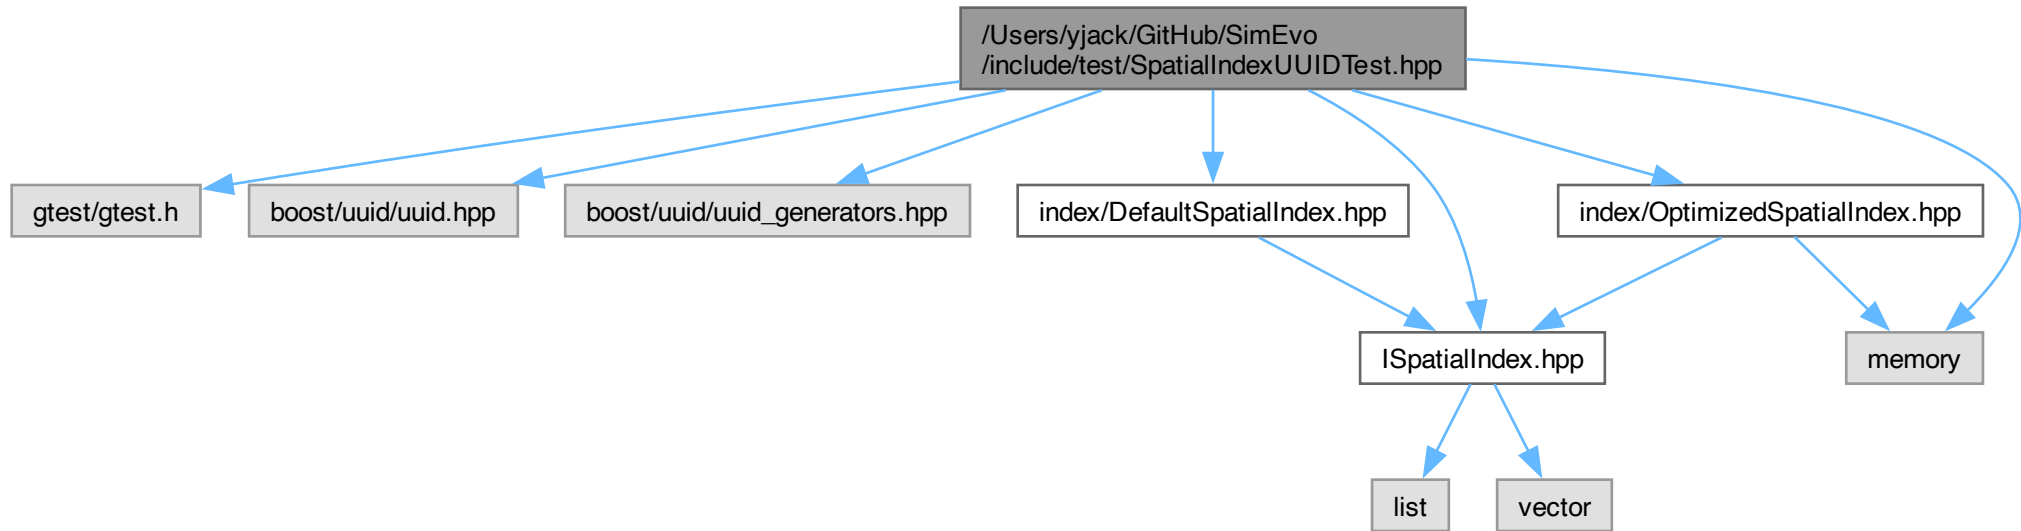 /Users/yjack/GitHub/SimEvo
/include/test/SpatialIndexUUIDTest.hpp
gtest/gtest.h
boost/uuid/uuid.hpp
boost/uuid/uuid_generators.hpp
index/DefaultSpatialIndex.hpp
index/OptimizedSpatialIndex.hpp
ISpatialIndex.hpp
memory
list
vector